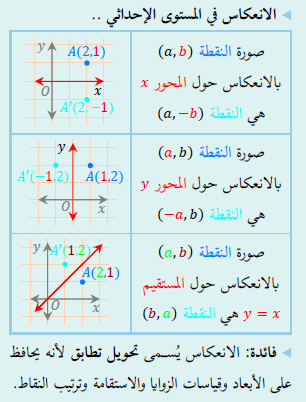 ◄ الانعكاس في المستوى الإحداثي ..
صورة النقطة (a, b)
بالانعكاس حول المحور x
هي النقطة (a, −b)
y
A(2,1)
O
x
A′(2, −1)
صورة النقطة (a, b)
بالانعكاس حول المحور y
هي النقطة (−a, b)
y
A′(−1,2)
A(1,2)
O
x
صورة النقطة (a, b)
بالانعكاس حول المستقيم
y = x هي النقطة (b, a)
y
A′(1,2)
A(2,1)
O
x
◄ فائدة: الانعكاس يُسمى تحويل تطابق لأنه يحافظ
على الأبعاد وقياسات الزوايا والاستقامة وترتيب النقاط.